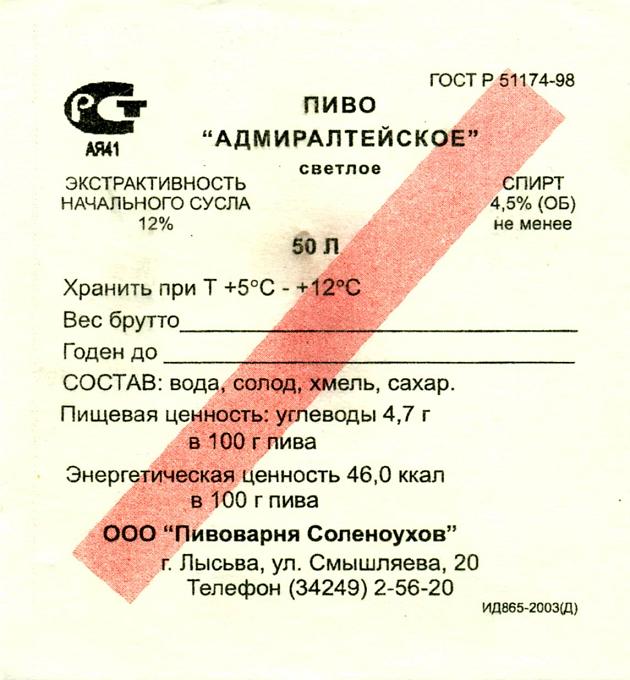 ГОСТ Р 51174-98
РСТ
АЯ41
ПИВО
“АДМИРАЛТЕЙСКОЕ”
светлое
ЭКСТРАКТИВНОСТЬ
НАЧАЛЬНОГО СУСЛА
12%
СПИРТ
4,5% (ОБ)
не менее
50 Л
Хранить при Т +5°С - +12°С
Вес брутто
Годен до
СОСТАВ: вода, солод, хмель, сахар.
Пищевая ценность: углеводы 4,7 г
в 100 г пива
Энергетическая ценность 46,0 ккал
в 100 г пива
ООО “Пивоварня Соленоухов”
г. Лысьва, ул. Смышляева, 20
Телефон (34249) 2-56-20
ИД865-2003(Д)